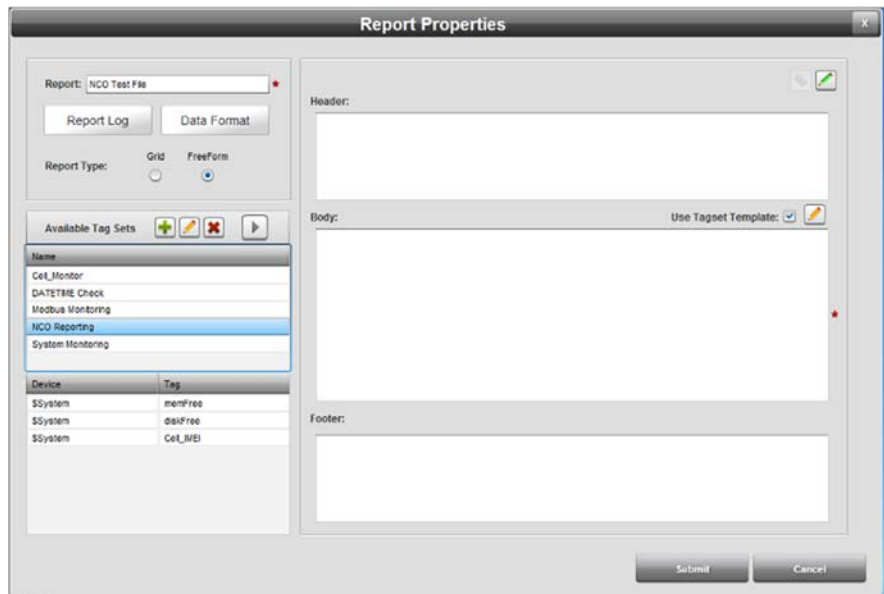 Report Properties
x
Report: NCO Test File *
Report Log Data Format
Grid FreeForm
Report Type:
Available Tag Sets
Name
Cell_Monitor
DATETIME Check
Modbus Monitoring
NCO Reporting
System Monitoring
Device Tag
$System memFree
$System diskFree
$System Cell_IMEI
Header:
Body: Use Tagset Template:
*
Footer:
Submit Cancel